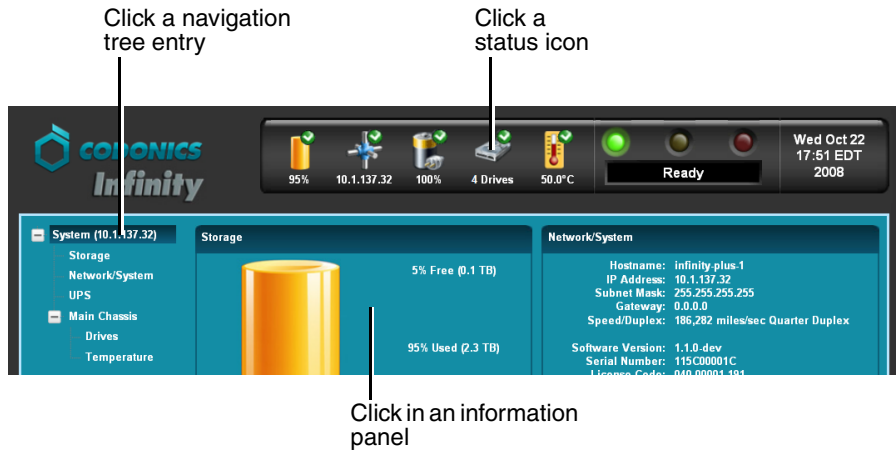 Click a navigation
tree entry
Click a
status icon
CODONICS
Infinity
95%
10.1.137.32
100%
4 Drives
50.0°C
Ready
Wed Oct 22
17:51 EDT
2008
System (10.1.137.32)
Storage
Network/System
UPS
Main Chassis
Drives
Temperature
Storage
5% Free (0.1 TB)
95% Used (2.3 TB)
Network/System
Hostname: infinity-plus-1
IP Address: 10.1.137.32
Subnet Mask: 255.255.255.255
Gateway: 0.0.0.0
Speed/Duplex: 186,282 miles/sec Quarter Duplex
Software Version: 1.1.0-dev
Serial Number: 115C00001C
License Code: 040.00001.191
Click in an information
panel